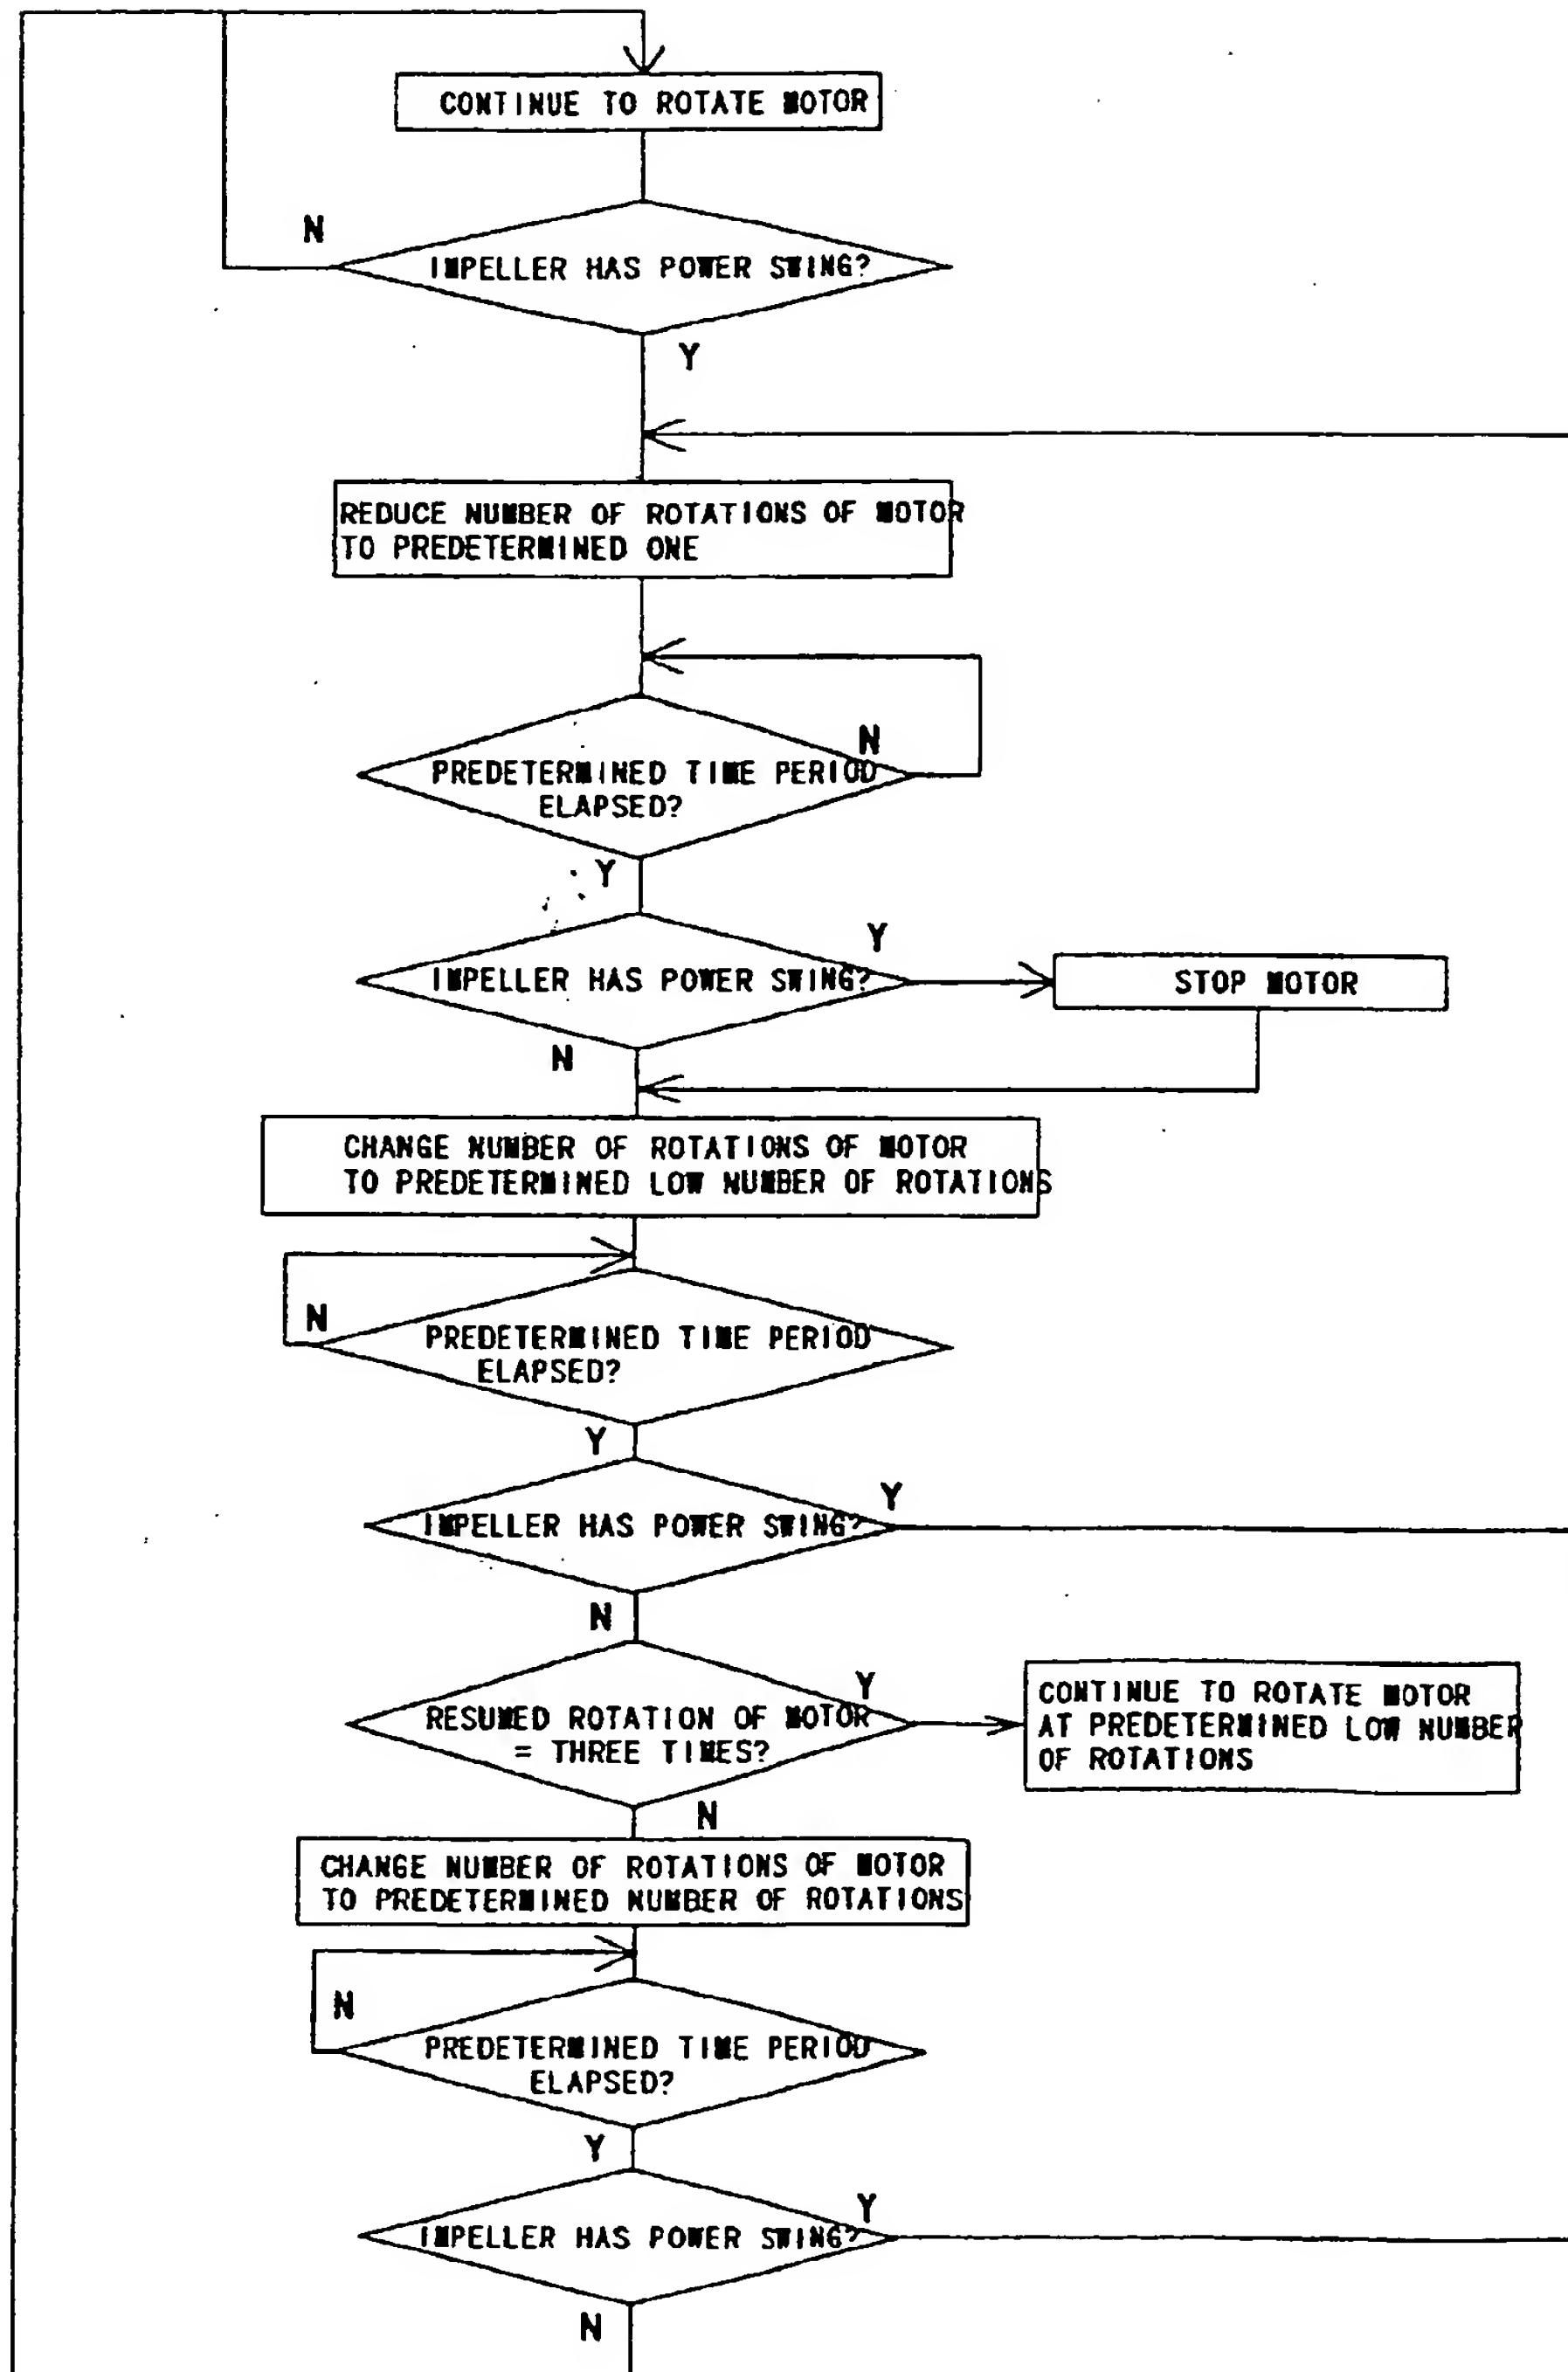 CONTINUE TO ROTATE MOTOR
N
IMPELLER HAS POWER SWING?
Y
REDUCE NUMBER OF ROTATIONS OF MOTOR
TO PREDETERMINED ONE
N
PREDETERMINED TIME PERIOD
ELAPSED?
Y
Y
IMPELLER HAS POWER SWING?
STOP MOTOR
N
CHANGE NUMBER OF ROTATIONS OF MOTOR
TO PREDETERMINED LOW NUMBER OF ROTATIONS
N
PREDETERMINED TIME PERIOD
ELAPSED?
Y
Y
IMPELLER HAS POWER SWING?
N
Y
RESUMED ROTATION OF MOTOR
= THREE TIMES?
CONTINUE TO ROTATE MOTOR
AT PREDETERMINED LOW NUMBER
OF ROTATIONS
N
CHANGE NUMBER OF ROTATIONS OF MOTOR
TO PREDETERMINED NUMBER OF ROTATIONS
N
PREDETERMINED TIME PERIOD
ELAPSED?
Y
Y
IMPELLER HAS POWER SWING?
N